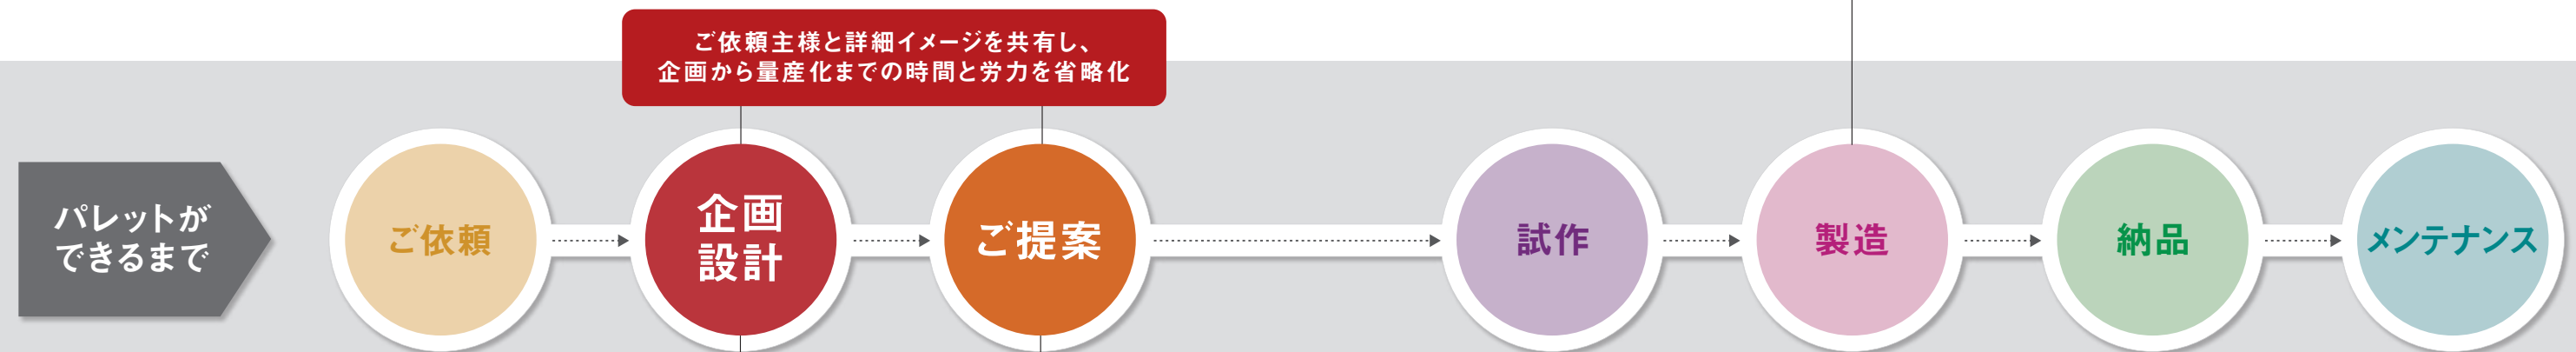 ご依頼主様と詳細イメージを共有し、
企画から量産化までの時間と労力を省略化
パレットが
できるまで
ご依頼
企画
設計
ご提案
試作
製造
納品
メンテナンス